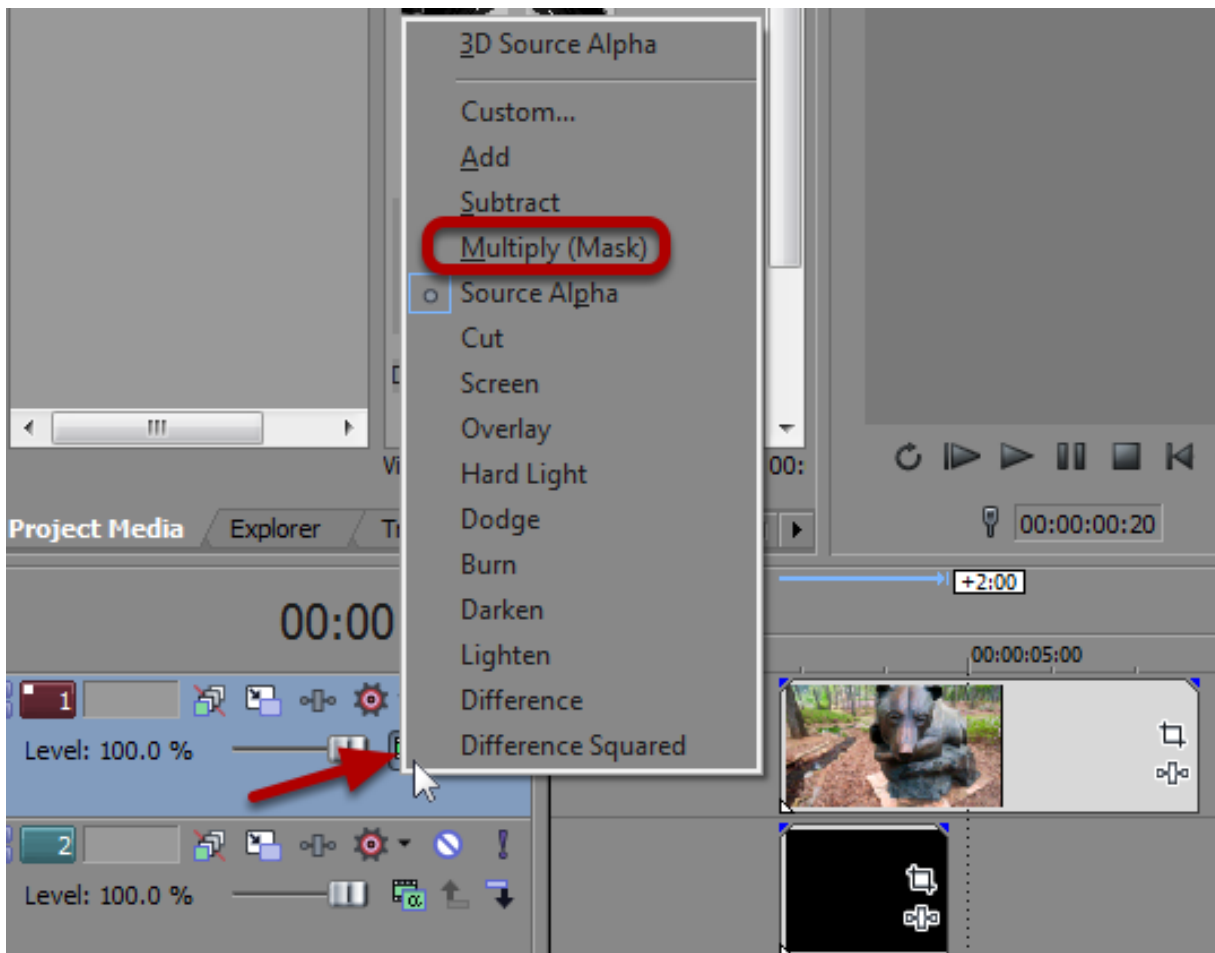 3D Source Alpha
Custom...
Add
Subtract
Multiply (Mask)
Source Alpha
Cut
Screen
Overlay
Hard Light
Dodge
Burn
Darken
Lighten
Difference
Difference Squared
00:
Project Media
Explorer
00:00:00:20
+2:00
00:00
00:00:05:00
1
Level: 100.0 %
2
Level: 100.0 %